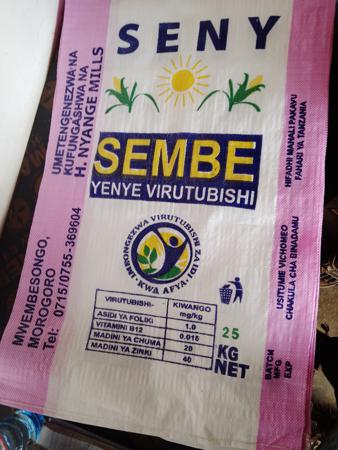 SENY
UMETENGENEZWA NA
KUFUNGASHWA NA
H. NYANGE MILLS
MWEMBESONGO,
MOROGORO
Tel: 0715/0755-369604
SEMBE
YENYE VIRUTUBISHI
IMEONGEZWA VIRUTUBISHI ZAIDI
KWA AFYA
VIRUTUBISHI- KIWANGO mg/kg
ASIDI YA FOLIKI 1.0
VITAMINI B12 0.015
MADINI YA CHUMA 20
MADINI YA ZINKI 40
25
KG
NET
HIFADHI MAHALI PAKAVU
FAHARI YA TANZANIA
USITUMIE VICHOMEO
CHAKULA CHA BINADAMU
BATCH
MFG
EXP